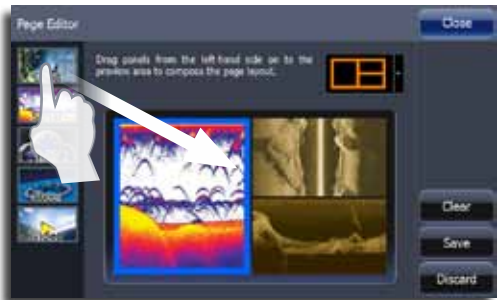 Page Editor
Close
Drag panels from the left hand side on to the
preview area to compose the page layout.
Clear
Save
Discard